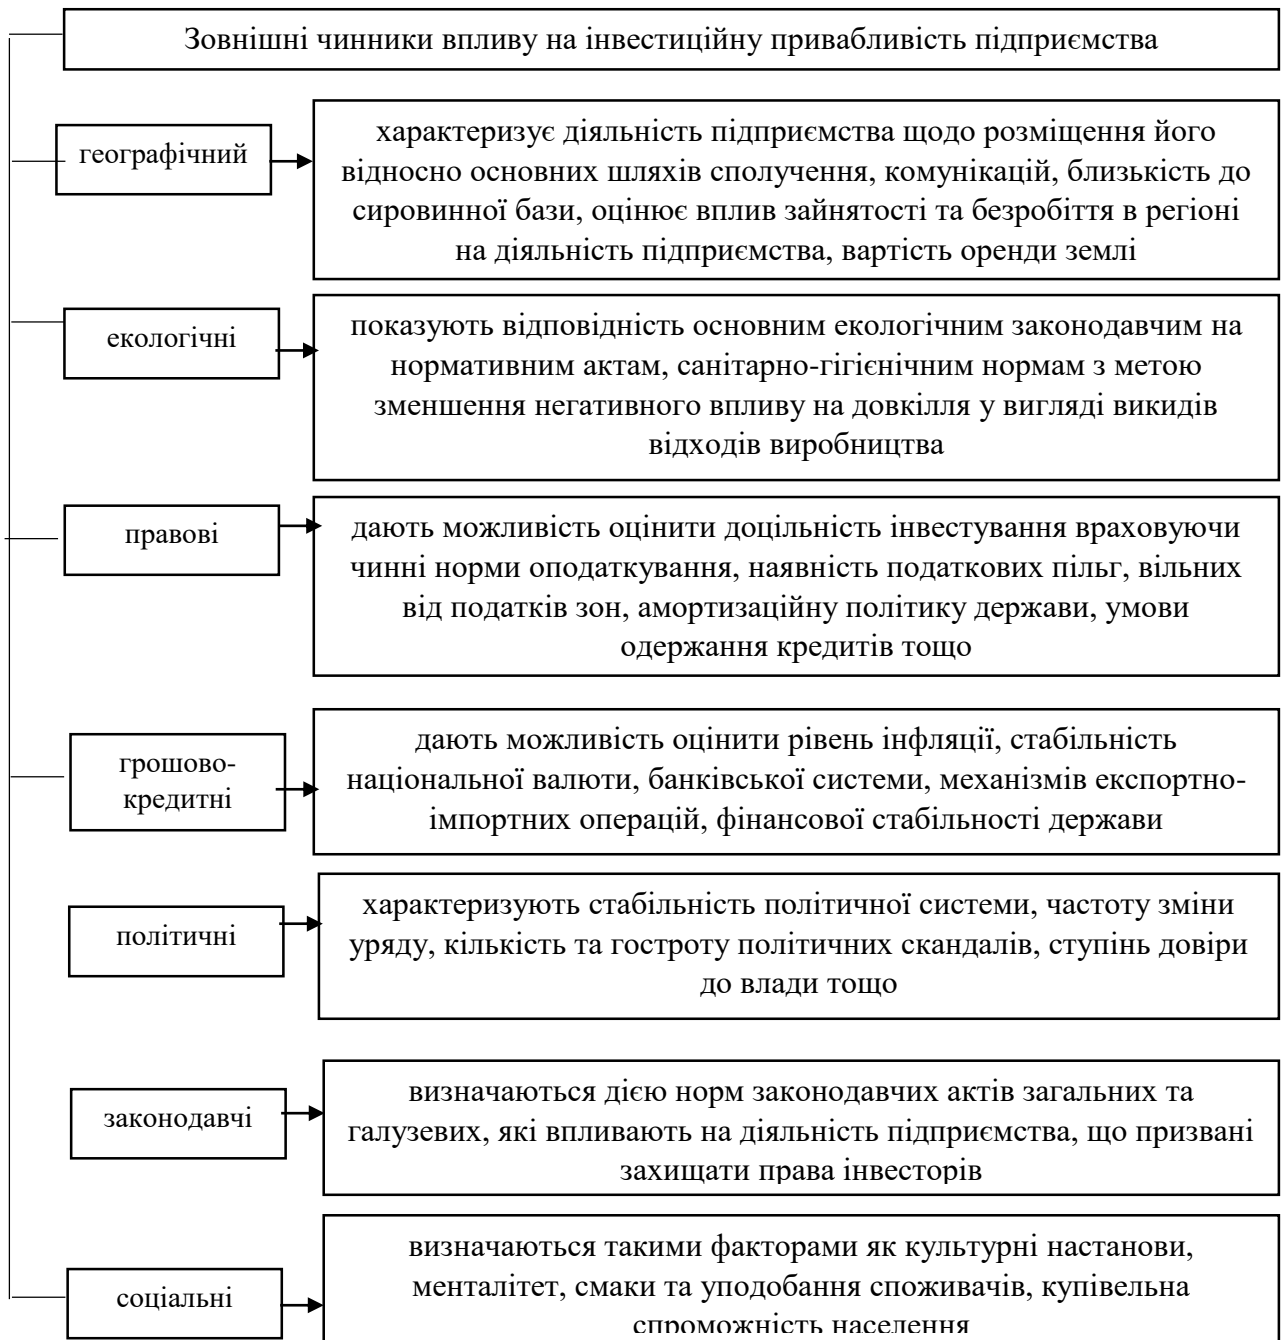 Зовнішні чинники впливу на інвестиційну привабливість підприємства
географічний
характеризує діяльність підприємства щодо розміщення його
відносно основних шляхів сполучення, комунікацій, близькість до
сировинної бази, оцінює вплив зайнятості та безробіття в регіоні
на діяльність підприємства, вартість оренди землі
екологічні
показують відповідність основним екологічним законодавчим на
нормативним актам, санітарно-гігієнічним нормам з метою
зменшення негативного впливу на довкілля у вигляді викидів
відходів виробництва
правові
дають можливість оцінити доцільність інвестування враховуючи
чинні норми оподаткування, наявність податкових пільг, вільних
від податків зон, амортизаційну політику держави, умови
одержання кредитів тощо
грошово-
кредитні
дають можливість оцінити рівень інфляції, стабільність
національної валюти, банківської системи, механізмів експортно-
імпортних операцій, фінансової стабільності держави
політичні
характеризують стабільність політичної системи, частоту зміни
уряду, кількість та гостроту політичних скандалів, ступінь довіри
до влади тощо
законодавчі
визначаються дією норм законодавчих актів загальних та
галузевих, які впливають на діяльність підприємства, що призвані
захищати права інвесторів
соціальні
визначаються такими факторами як культурні настанови,
менталітет, смаки та уподобання споживачів, купівельна
спроможність населення